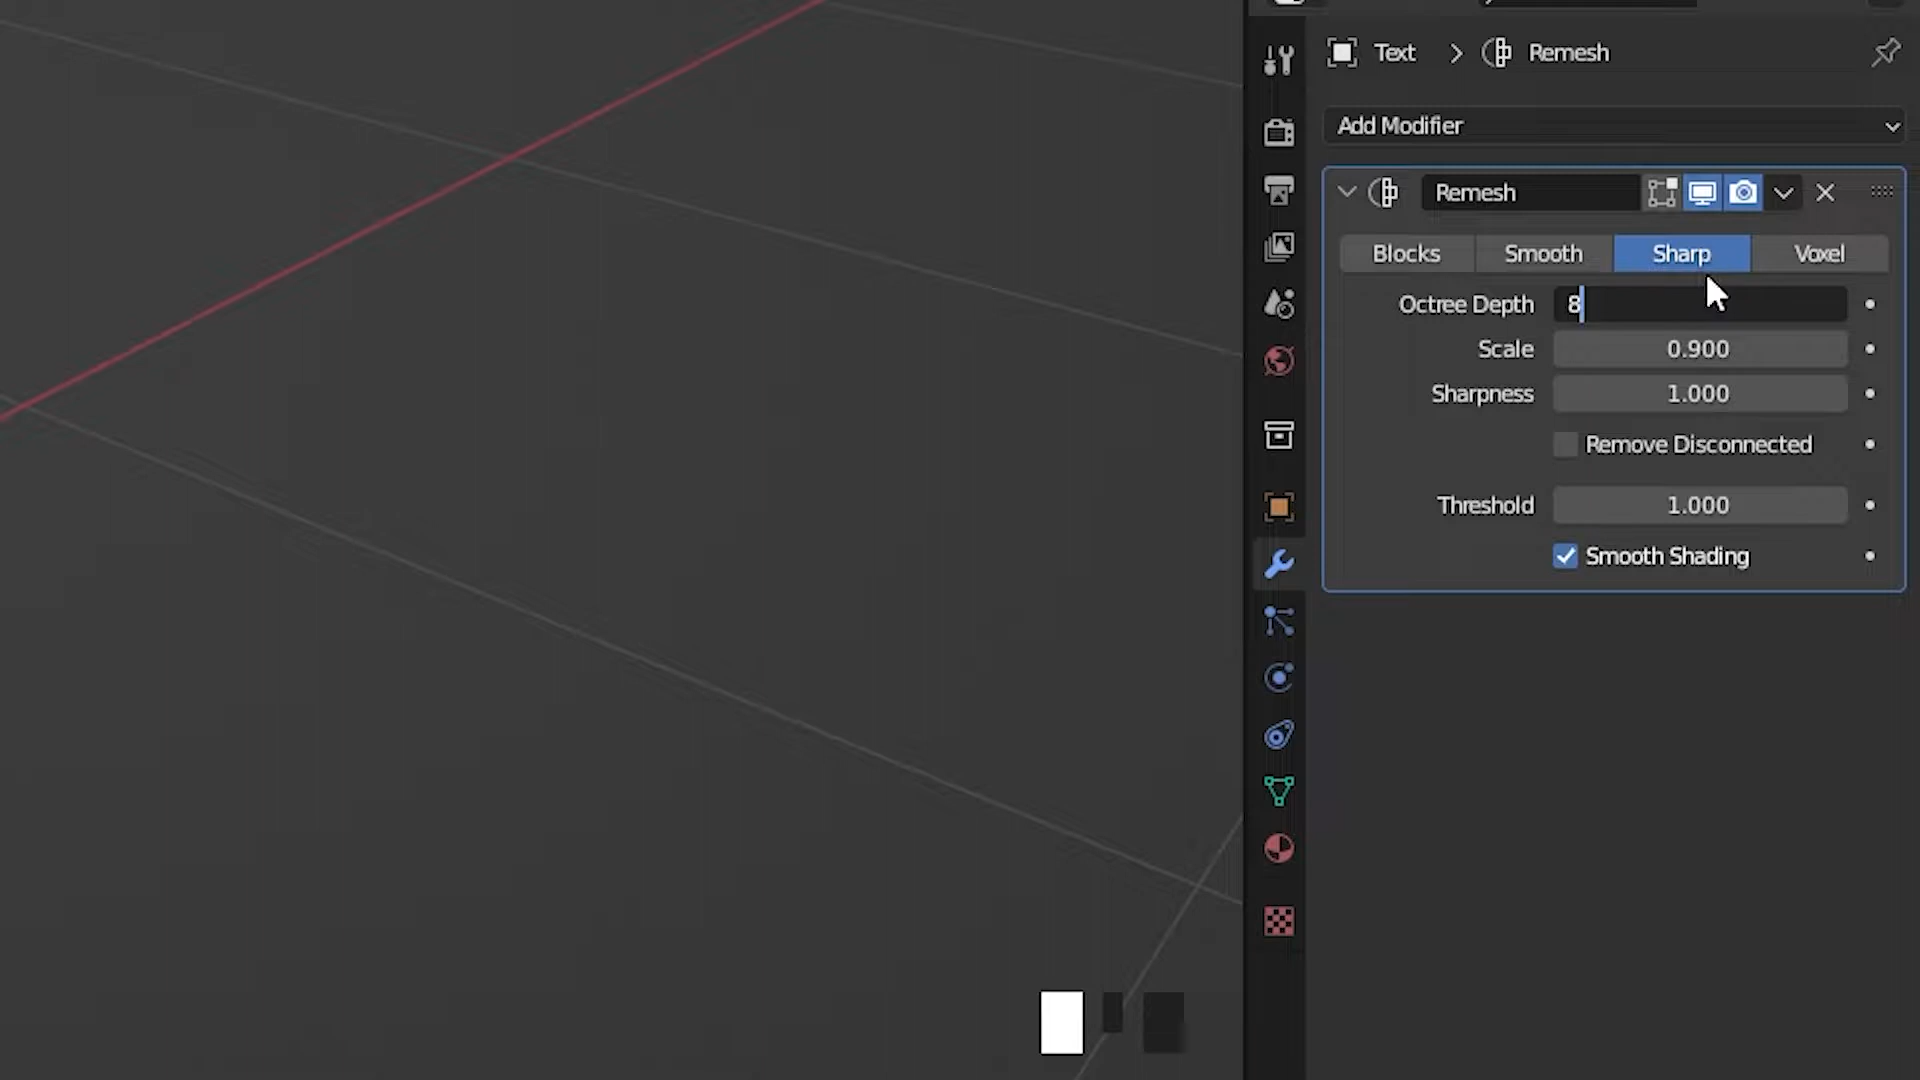 Text > Remesh
Add Modifier
Remesh
Blocks Smooth Sharp Voxel
Octree Depth 8
Scale 0.900
Sharpness 1.000
Remove Disconnected
Threshold 1.000
Smooth Shading